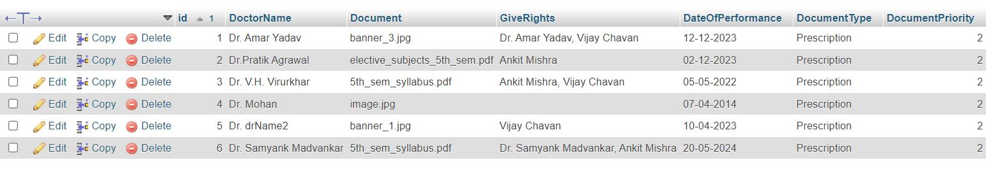 id 1 DoctorName Document GiveRights DateOfPerformance DocumentType DocumentPriority
Edit Copy Delete 1 Dr. Amar Yadav banner_3.jpg Dr. Amar Yadav, Vijay Chavan 12-12-2023 Prescription 2
Edit Copy Delete 2 Dr.Pratik Agrawal elective_subjects_5th_sem.pdf Ankit Mishra 02-12-2023 Prescription 2
Edit Copy Delete 3 Dr. V.H. Virurkhar 5th_sem_syllabus.pdf Ankit Mishra, Vijay Chavan 05-05-2022 Prescription 2
Edit Copy Delete 4 Dr. Mohan image.jpg 07-04-2014 Prescription 2
Edit Copy Delete 5 Dr. drName2 banner_1.jpg Vijay Chavan 10-04-2023 Prescription 2
Edit Copy Delete 6 Dr. Samyank Madvankar 5th_sem_syllabus.pdf Dr. Samyank Madvankar, Ankit Mishra 20-05-2024 Prescription 2